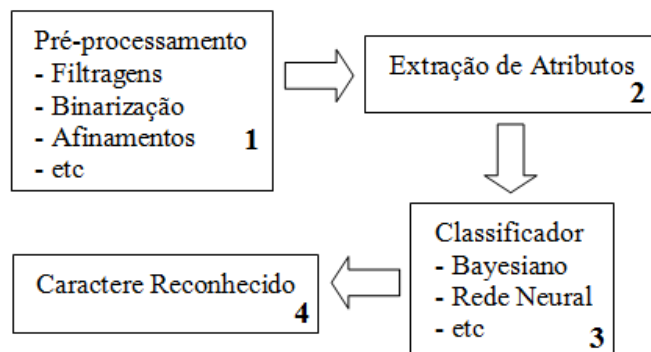 Pré-processamento
- Filtragens
- Binarização
- Afinamentos
- etc
1
Extração de Atributos
2
Classificador
- Bayesiano
- Rede Neural
- etc
3
Caractere Reconhecido
4